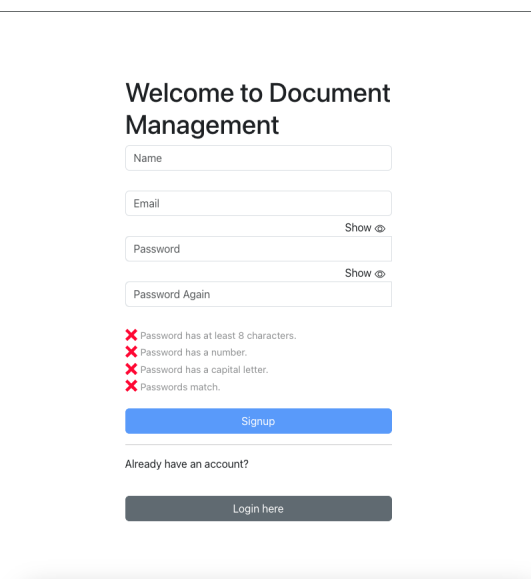 Welcome to Document
Management
Name
Email
Show
Password
Show
Password Again
Password has at least 8 characters.
Password has a number.
Password has a capital letter.
Passwords match.
Signup
Already have an account?
Login here